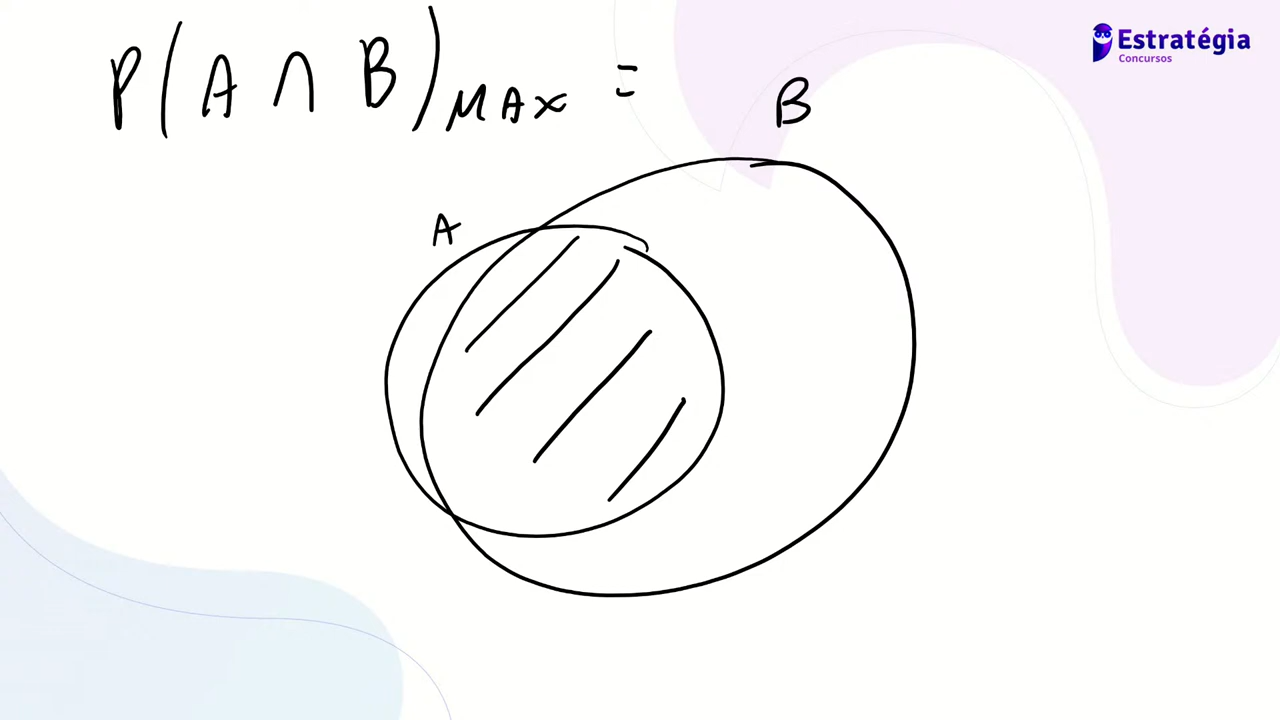 P(A ∩ B)MAX =
Estratégia
Concursos
B
A